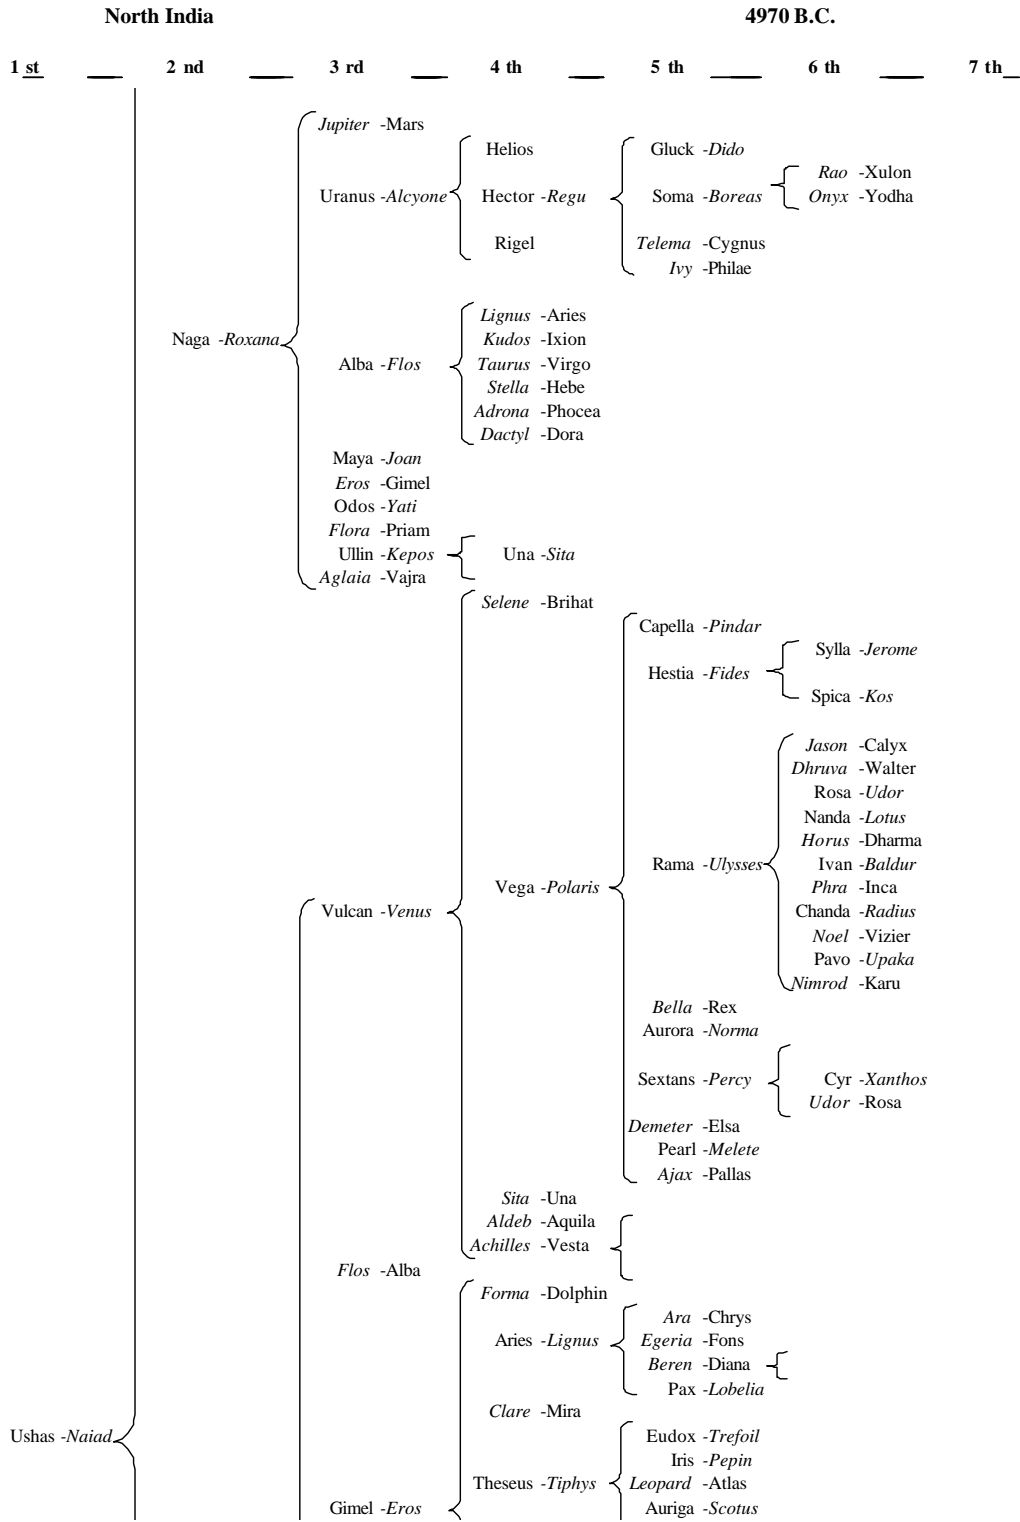 North India 4970 B.C.
1 st 2 nd 3 rd 4 th 5 th 6 th 7 th
Jupiter -Mars
Helios Gluck -Dido
Rao -Xulon
Uranus -Alcyone Hector -Regu Soma -Boreas Onyx -Yodha
Rigel Telema -Cygnus
Ivy -Philae
Lignus -Aries
Naga -Roxana Kudos -Ixion
Alba -Flos Taurus -Virgo
Stella -Hebe
Adrona -Phocea
Dactyl -Dora
Maya -Joan
Eros -Gimel
Odos -Yati
Flora -Priam
Ullin -Kepos Una -Sita
Aglaia -Vajra
Selene -Brihat
Capella -Pindar
Sylla -Jerome
Hestia -Fides
Spica -Kos
Jason -Calyx
Dhruva -Walter
Rosa -Udor
Nanda -Lotus
Horus -Dharma
Rama -Ulysses Ivan -Baldur
Vega -Polaris Phra -Inca
Vulcan -Venus Chanda -Radius
Noel -Vizier
Pavo -Upaka
Nimrod -Karu
Bella -Rex
Aurora -Norma
Sextans -Percy Cyr -Xanthos
Udor -Rosa
Demeter -Elsa
Pearl -Melete
Ajax -Pallas
Sita -Una
Aldeb -Aquila
Achilles -Vesta
Flos -Alba
Forma -Dolphin
Ara -Chrys
Aries -Lignus Egeria -Fons
Beren -Diana
Pax -Lobelia
Clare -Mira
Ushas -Naiad Eudox -Trefoil
Iris -Pepin
Theseus -Tiphys Leopard -Atlas
Gimel -Eros Auriga -Scotus